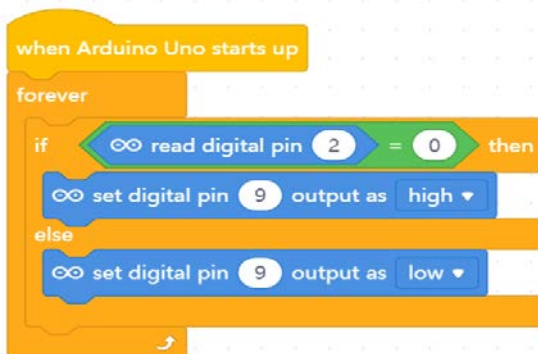 when Arduino Uno starts up
forever
if read digital pin 2 = 0 then
set digital pin 9 output as high
else
set digital pin 9 output as low